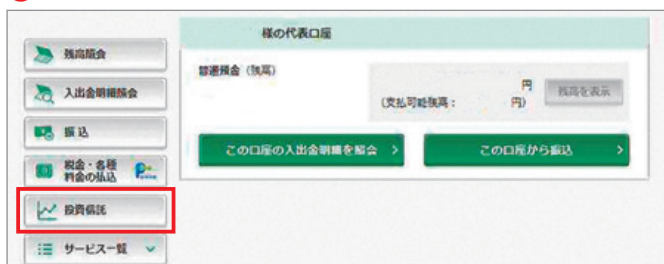 残高照会
入出金明細照会
振込
税金・各種
料金の払込
投資信託
サービス一覧
様の代表口座
普通預金（残高）
円
（支払可能残高： 円）
残高を表示
この口座の入出金明細を照会 >
この口座から振込 >